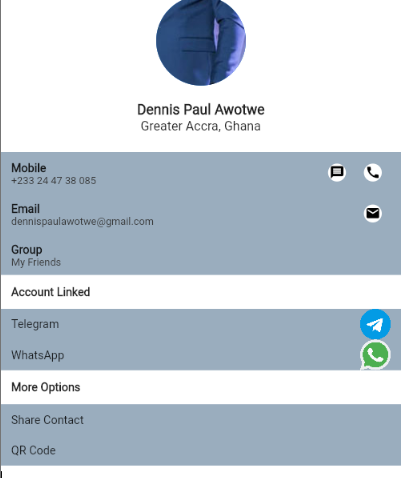 Dennis Paul Awotwe
Greater Accra, Ghana
Mobile
+233 24 47 38 085
Email
dennispaulawotwe@gmail.com
Group
My Friends
Account Linked
Telegram
WhatsApp
More Options
Share Contact
QR Code